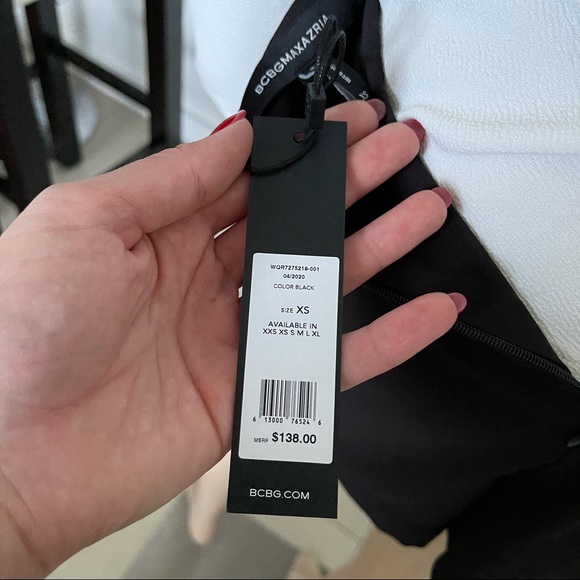 BCBGMAXAZRIA
WQR7275218-001
04/2020
COLOR BLACK
SIZE XS
AVAILABLE IN
XXS XS S M L XL
6 13000 76524 6
MSRP $138.00
BCBG.COM